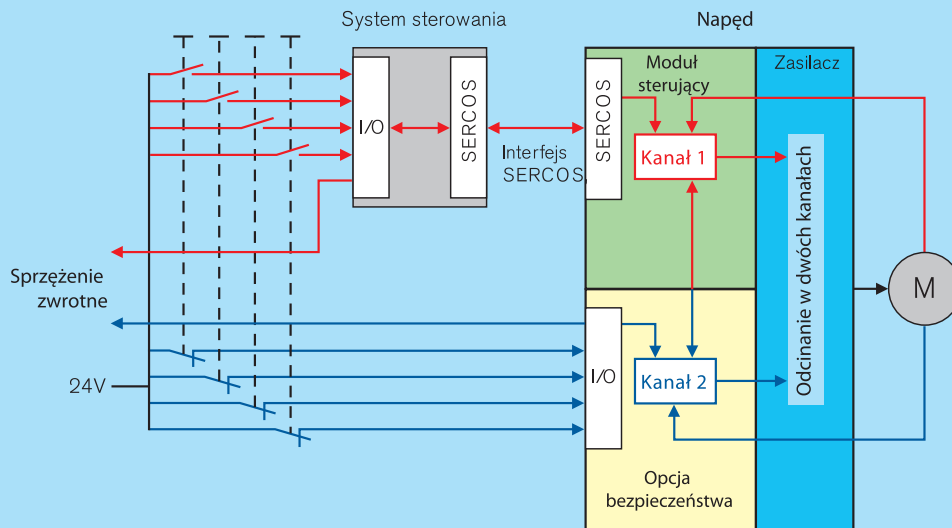 System sterowania
Napęd
Moduł
sterujący
Zasilacz
I/O
SERCOS
SERCOS
Interfejs
SERCOS,
Kanał 1
Odcinanie w dwóch kanałach
M
Sprzężenie
zwrotne
24V
I/O
Kanał 2
Opcja
bezpieczeństwa